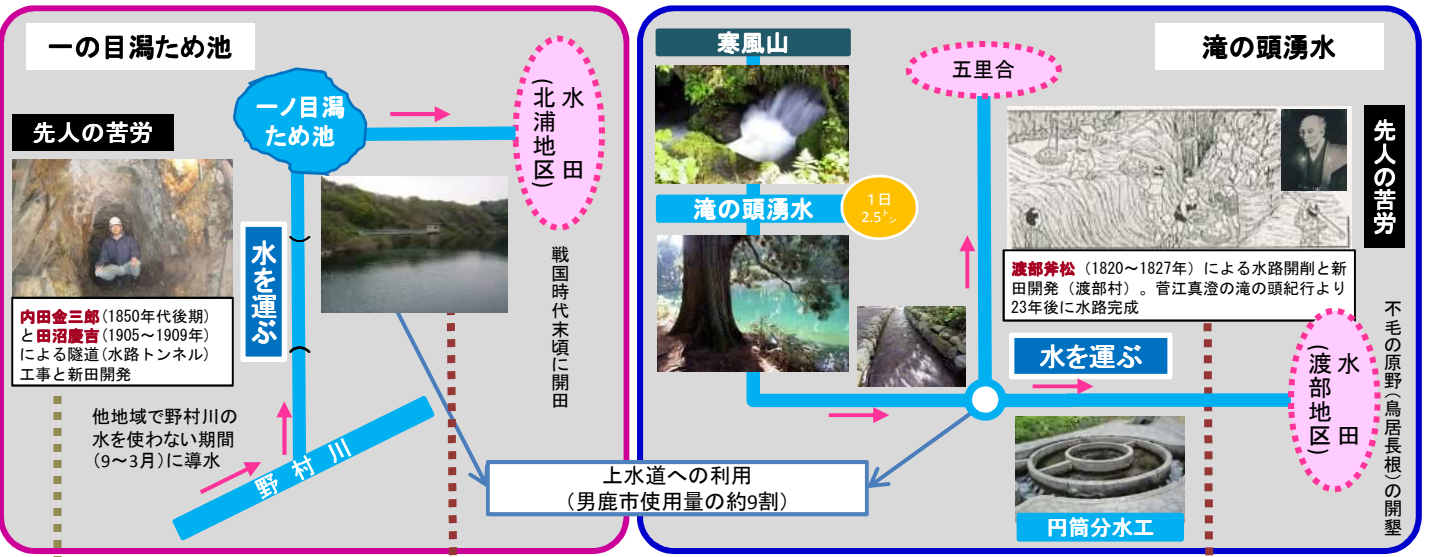 一の目潟ため池
先人の苦労
一ノ目潟
ため池
水田
(北浦地区)
水を運ぶ
内田金三郎(1850年代後期)
と田沼慶吉(1905～1909年)
による隧道(水路トンネル)
工事と新田開発
戦国時代末頃に開田
他地域で野村川の
水を使わない期間
(9～3月)に導水
野村川
上水道への利用
(男鹿市使用量の約9割)
滝の頭湧水
寒風山
五里合
滝の頭湧水
1日
2.5トン
先人の苦労
渡部斧松(1820～1827年)による水路開削と新
田開発(渡部村)。菅江真澄の滝の頭紀行より
23年後に水路完成
水を運ぶ
水田
(渡部地区)
不毛の原野(鳥居長根)の開墾
円筒分水工